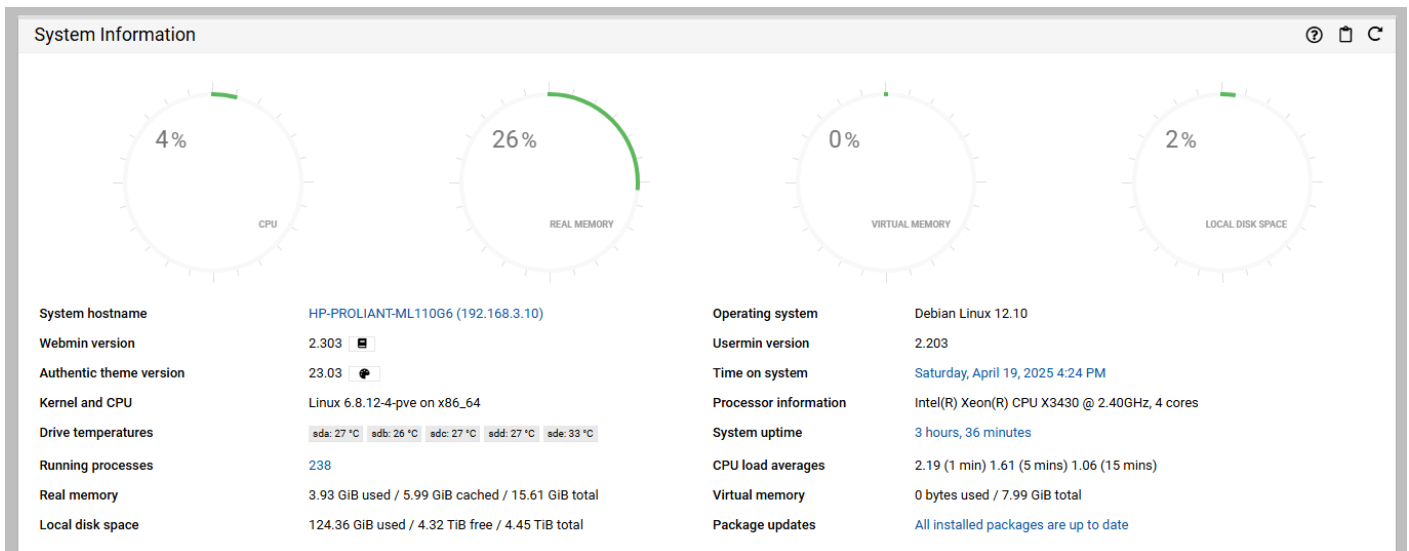 System Information
4%
CPU
26%
REAL MEMORY
0%
VIRTUAL MEMORY
2%
LOCAL DISK SPACE
System hostname HP-PROLIANT-ML110G6 (192.168.3.10) Operating system Debian Linux 12.10
Webmin version 2.303 Usermin version 2.203
Authentic theme version 23.03 Time on system Saturday, April 19, 2025 4:24 PM
Kernel and CPU Linux 6.8.12-4-pve on x86_64 Processor information Intel(R) Xeon(R) CPU X3430 @ 2.40GHz, 4 cores
Drive temperatures sda: 27 °C sdb: 26 °C sdc: 27 °C sdd: 27 °C sde: 33 °C System uptime 3 hours, 36 minutes
Running processes 238 CPU load averages 2.19 (1 min) 1.61 (5 mins) 1.06 (15 mins)
Real memory 3.93 GiB used / 5.99 GiB cached / 15.61 GiB total Virtual memory 0 bytes used / 7.99 GiB total
Local disk space 124.36 GiB used / 4.32 TiB free / 4.45 TiB total Package updates All installed packages are up to date